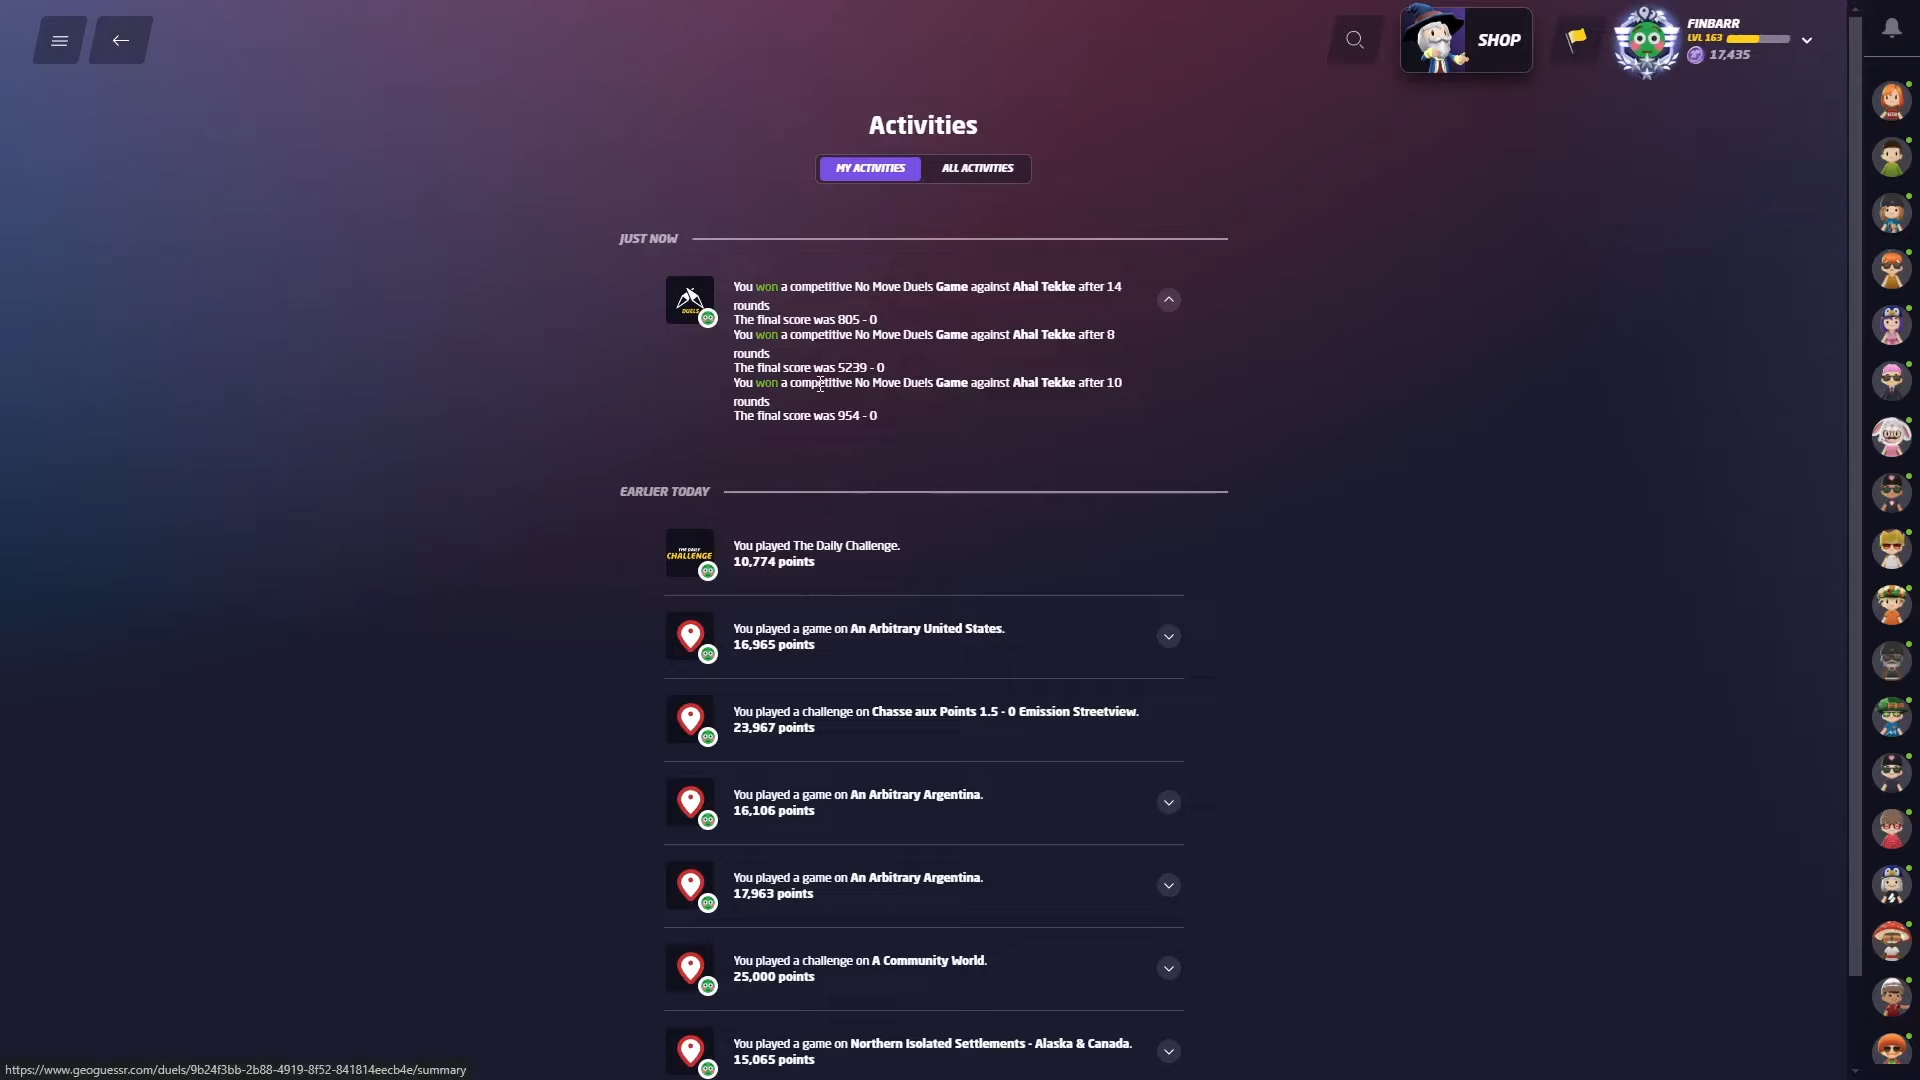 SHOP
FINBARR
LVL 163
17,435
Activities
MY ACTIVITIES
ALL ACTIVITIES
JUST NOW
DUELS
You won a competitive No Move Duels Game against Ahal Tekke after 14
rounds
The final score was 805 - 0
You won a competitive No Move Duels Game against Ahal Tekke after 8
rounds
The final score was 5239 - 0
You won a competitive No Move Duels Game against Ahal Tekke after 10
rounds
The final score was 954 - 0
EARLIER TODAY
THE DAILY
CHALLENGE
You played The Daily Challenge.
10,774 points
You played a game on An Arbitrary United States.
16,965 points
You played a challenge on Chasse aux Points 1.5 - 0 Emission Streetview.
23,967 points
You played a game on An Arbitrary Argentina.
16,106 points
You played a game on An Arbitrary Argentina.
17,963 points
You played a challenge on A Community World.
25,000 points
You played a game on Northern Isolated Settlements - Alaska & Canada.
15,065 points
https://www.geoguessr.com/duels/9b24f3bb-2b88-4919-8f52-841814eecb4e/summary